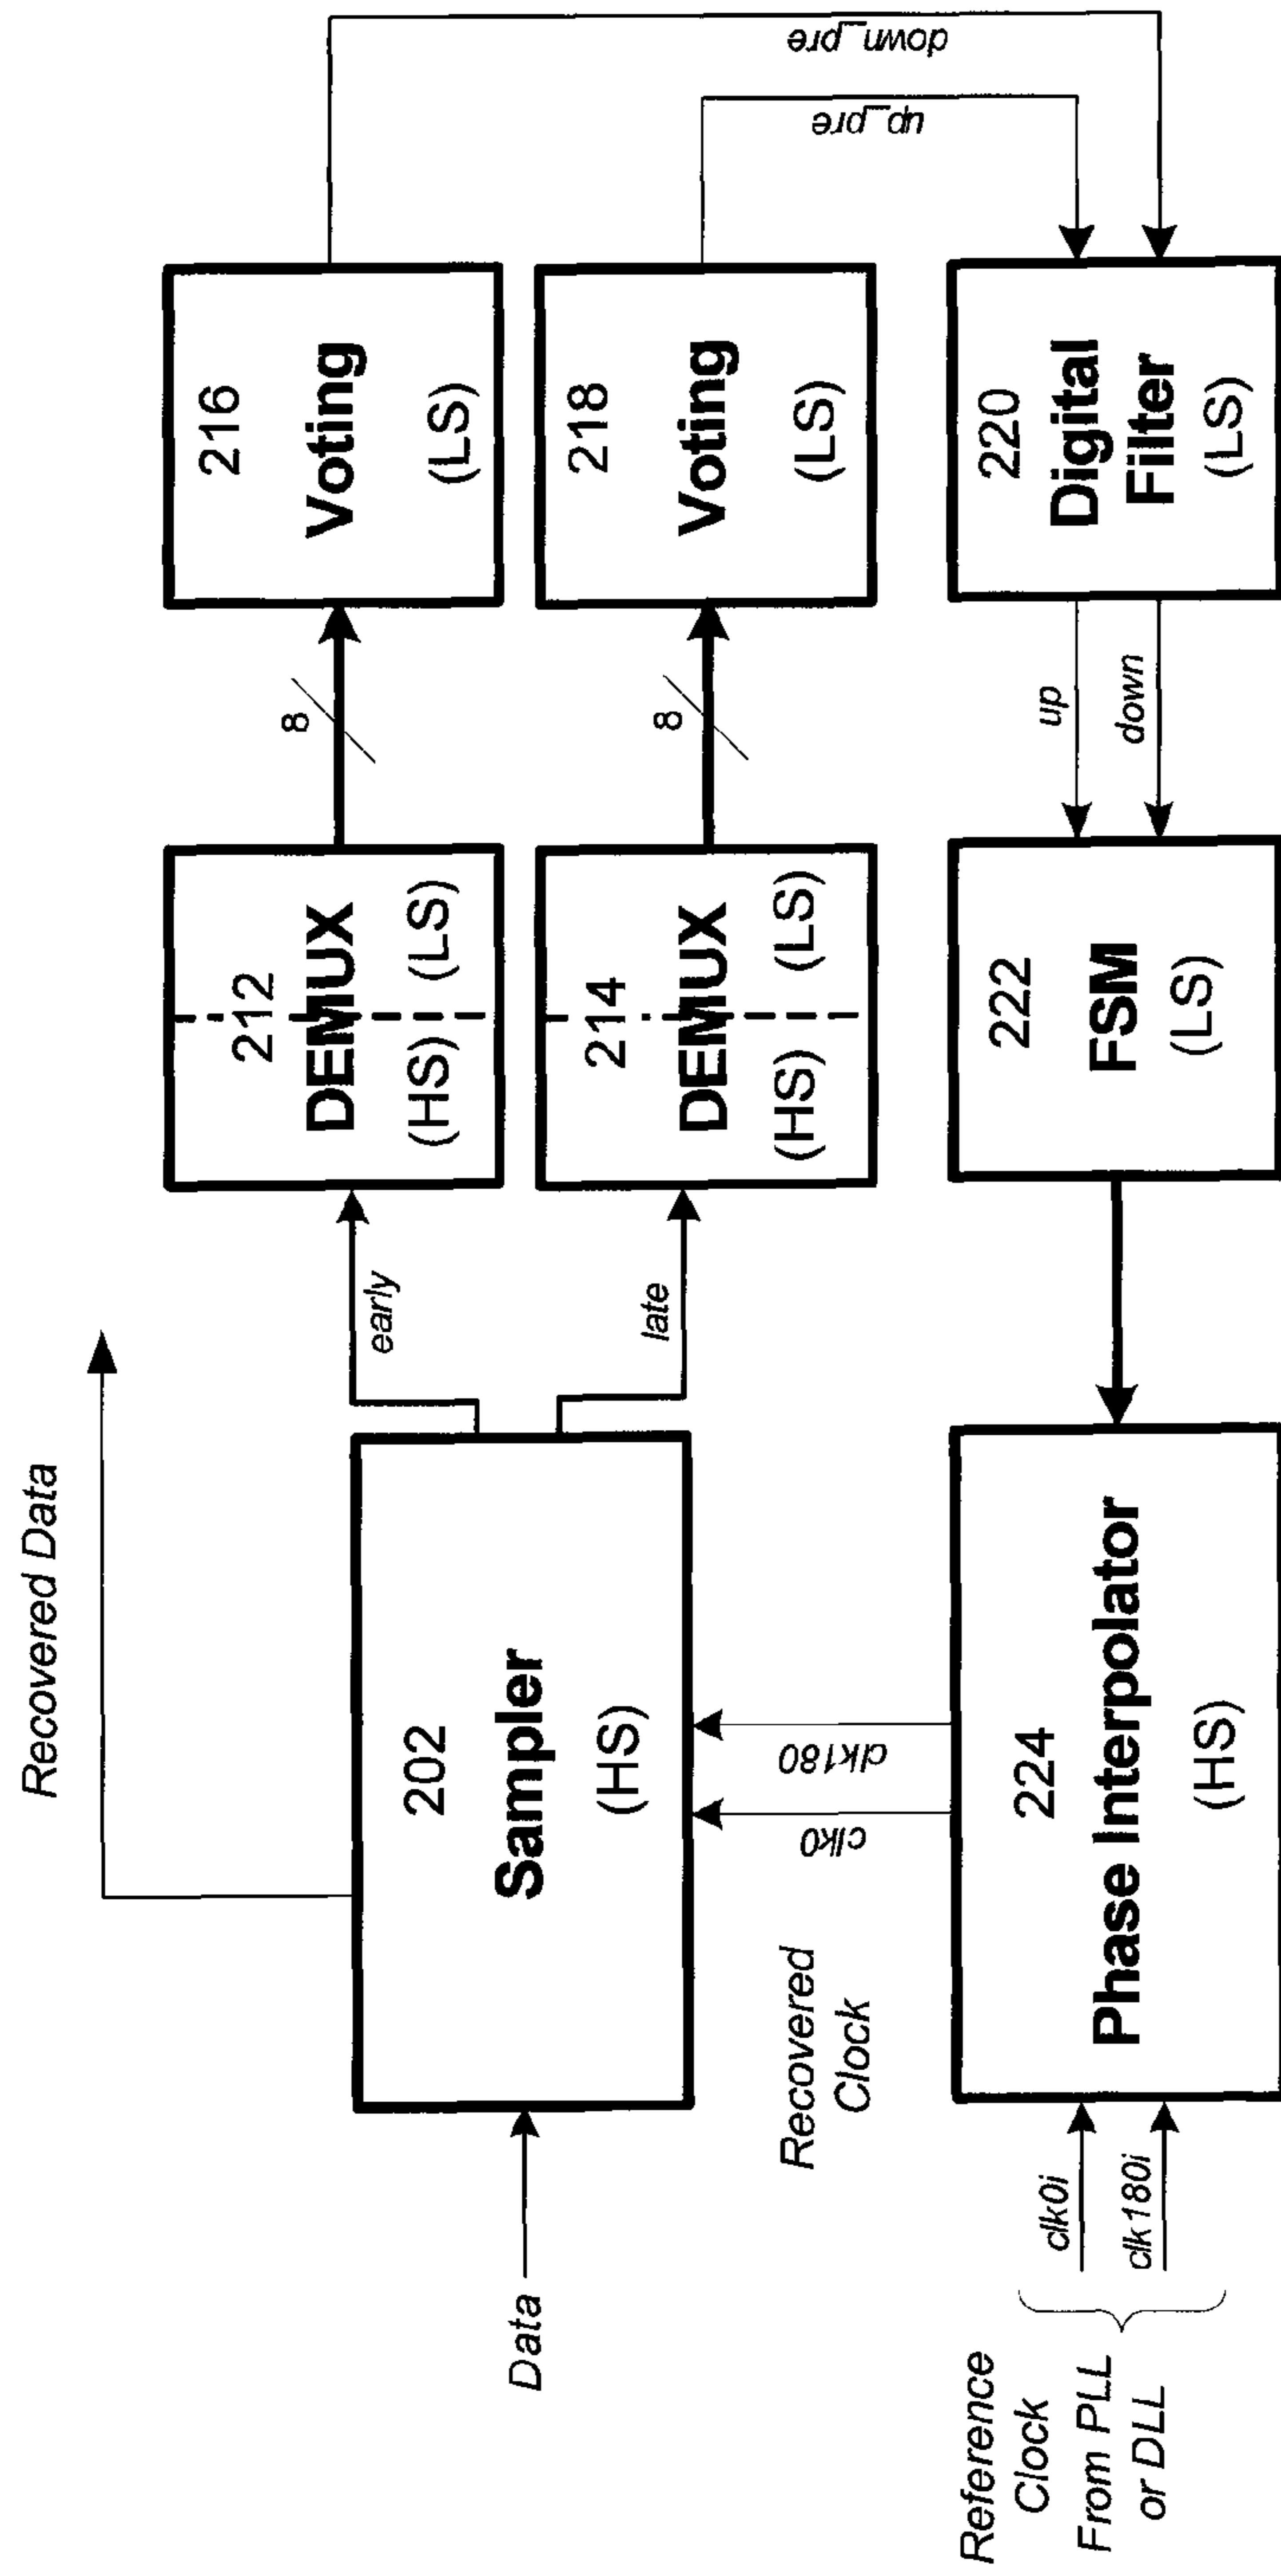 Recovered Data
Data
202
Sampler
(HS)
early
late
212
DEMUX
(HS) (LS)
214
DEMUX
(HS) (LS)
8
8
216
Voting
(LS)
218
Voting
(LS)
down_pre
up_pre
Recovered
Clock
clk0
clk180
Reference
Clock
From PLL
or DLL
clk0i
clk180i
224
Phase Interpolator
(HS)
222
FSM
(LS)
up
down
220
Digital
Filter
(LS)